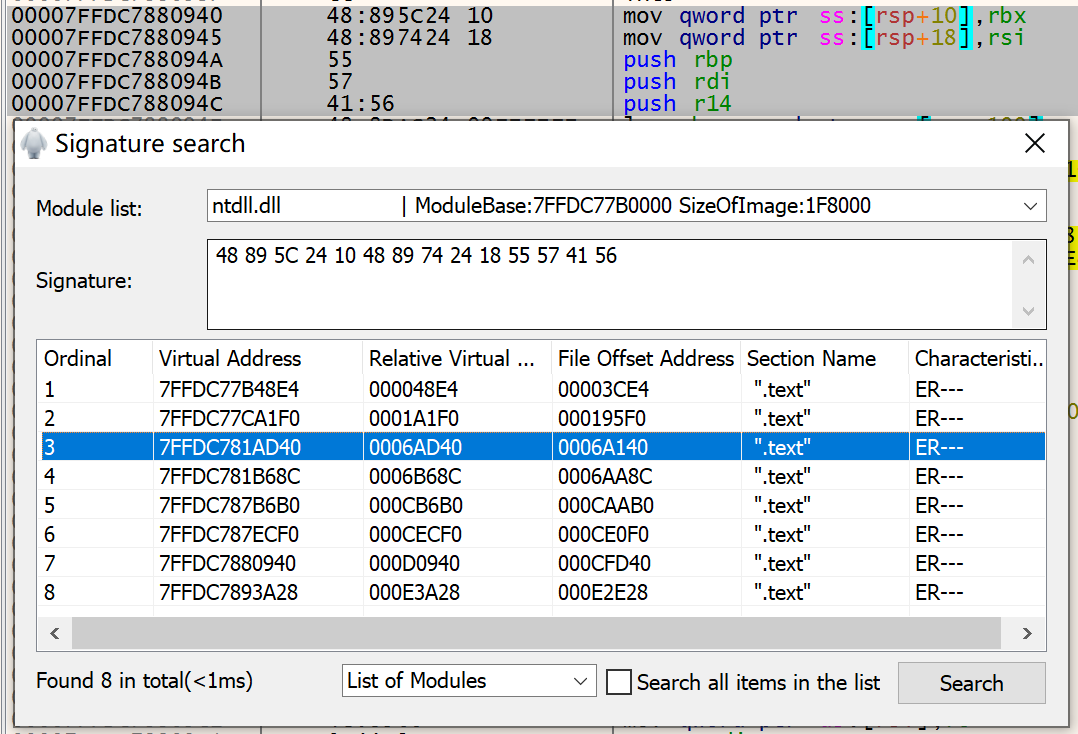 00007FFDC7880940 48:895C24 10 mov qword ptr ss:[rsp+10],rbx
00007FFDC7880945 48:897424 18 mov qword ptr ss:[rsp+18],rsi
00007FFDC788094A 55 push rbp
00007FFDC788094B 57 push rdi
00007FFDC788094C 41:56 push r14
Signature search
Module list: ntdll.dll | ModuleBase:7FFDC77B0000 SizeOfImage:1F8000
Signature: 48 89 5C 24 10 48 89 74 24 18 55 57 41 56
Ordinal Virtual Address Relative Virtual ... File Offset Address Section Name Characteristi...
1 7FFDC77B48E4 000048E4 00003CE4 ".text" ER---
2 7FFDC77CA1F0 0001A1F0 000195F0 ".text" ER---
3 7FFDC781AD40 0006AD40 0006A140 ".text" ER---
4 7FFDC781B68C 0006B68C 0006AA8C ".text" ER---
5 7FFDC787B6B0 000CB6B0 000CAAB0 ".text" ER---
6 7FFDC787ECF0 000CECF0 000CE0F0 ".text" ER---
7 7FFDC7880940 000D0940 000CFD40 ".text" ER---
8 7FFDC7893A28 000E3A28 000E2E28 ".text" ER---
Found 8 in total(<1ms) List of Modules Search all items in the list Search